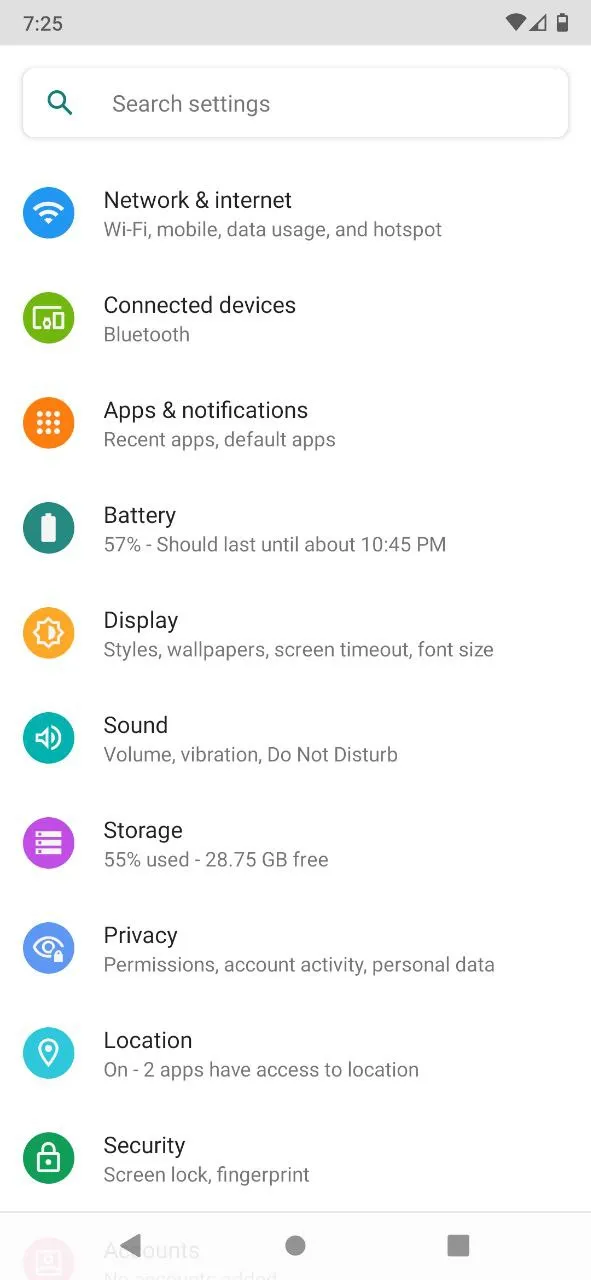 7:25
Search settings
Network & internet
Wi-Fi, mobile, data usage, and hotspot
Connected devices
Bluetooth
Apps & notifications
Recent apps, default apps
Battery
57% - Should last until about 10:45 PM
Display
Styles, wallpapers, screen timeout, font size
Sound
Volume, vibration, Do Not Disturb
Storage
55% used - 28.75 GB free
Privacy
Permissions, account activity, personal data
Location
On - 2 apps have access to location
Security
Screen lock, fingerprint
Accounts
No accounts added